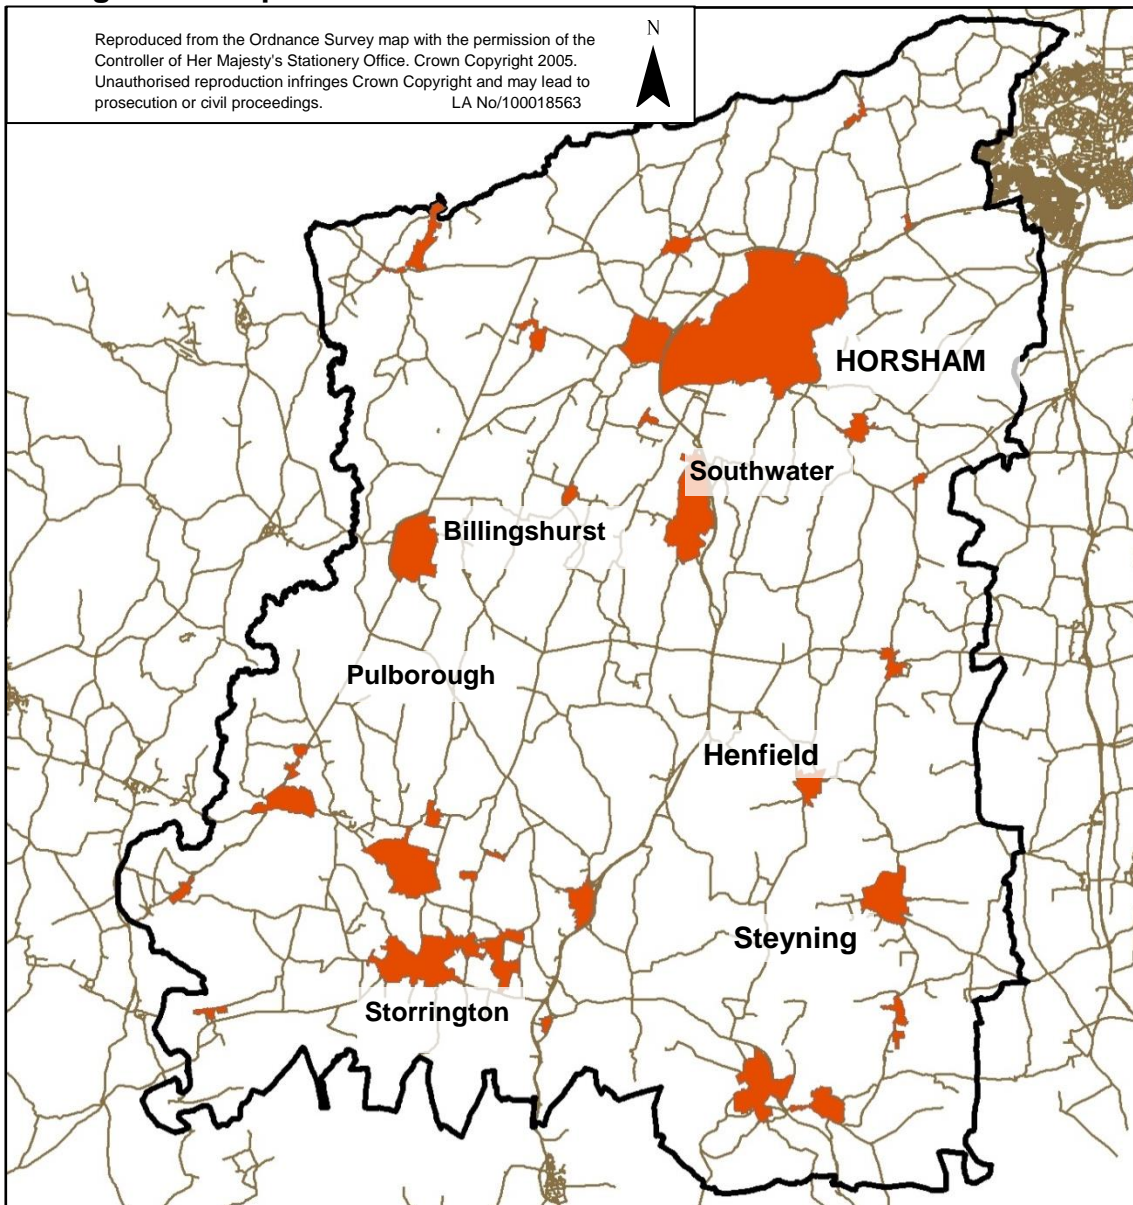 Reproduced from the Ordnance Survey map with the permission of the
Controller of Her Majesty's Stationery Office. Crown Copyright 2005.
Unauthorised reproduction infringes Crown Copyright and may lead to
prosecution or civil proceedings. LA No/100018563
N
HORSHAM
Southwater
Billingshurst
Pulborough
Henfield
Steyning
Storrington